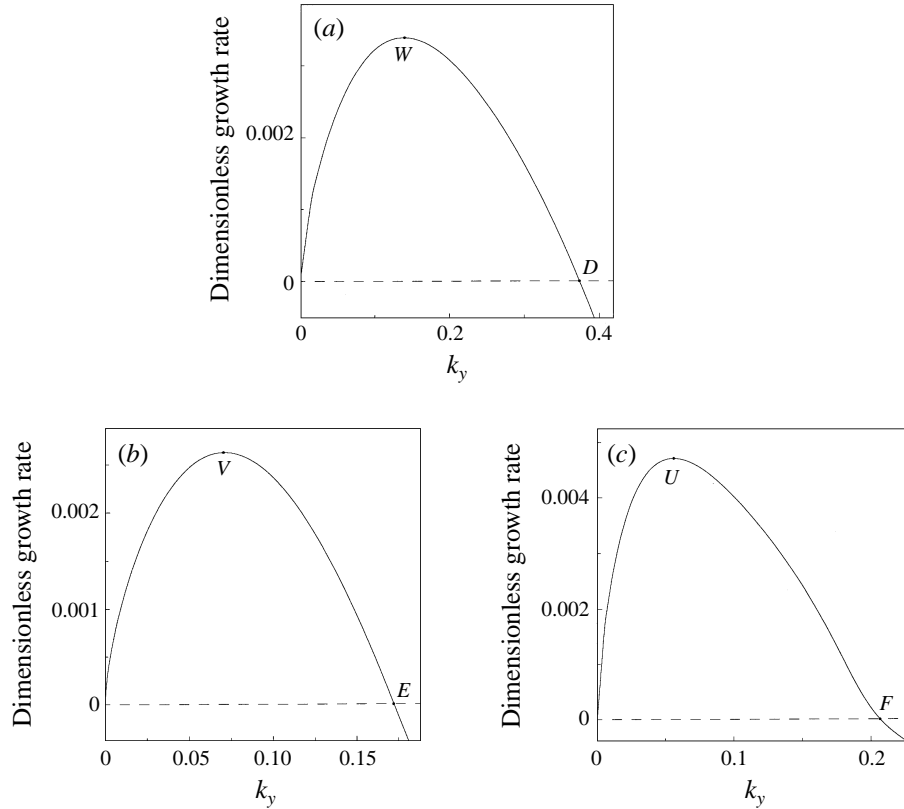 (a)
W
D
0.002
0
0
0.2
0.4
Dimensionless growth rate
k_y
(b)
V
E
0.002
0.001
0
0
0.05
0.10
0.15
Dimensionless growth rate
k_y
(c)
U
F
0.004
0.002
0
0
0.1
0.2
Dimensionless growth rate
k_y